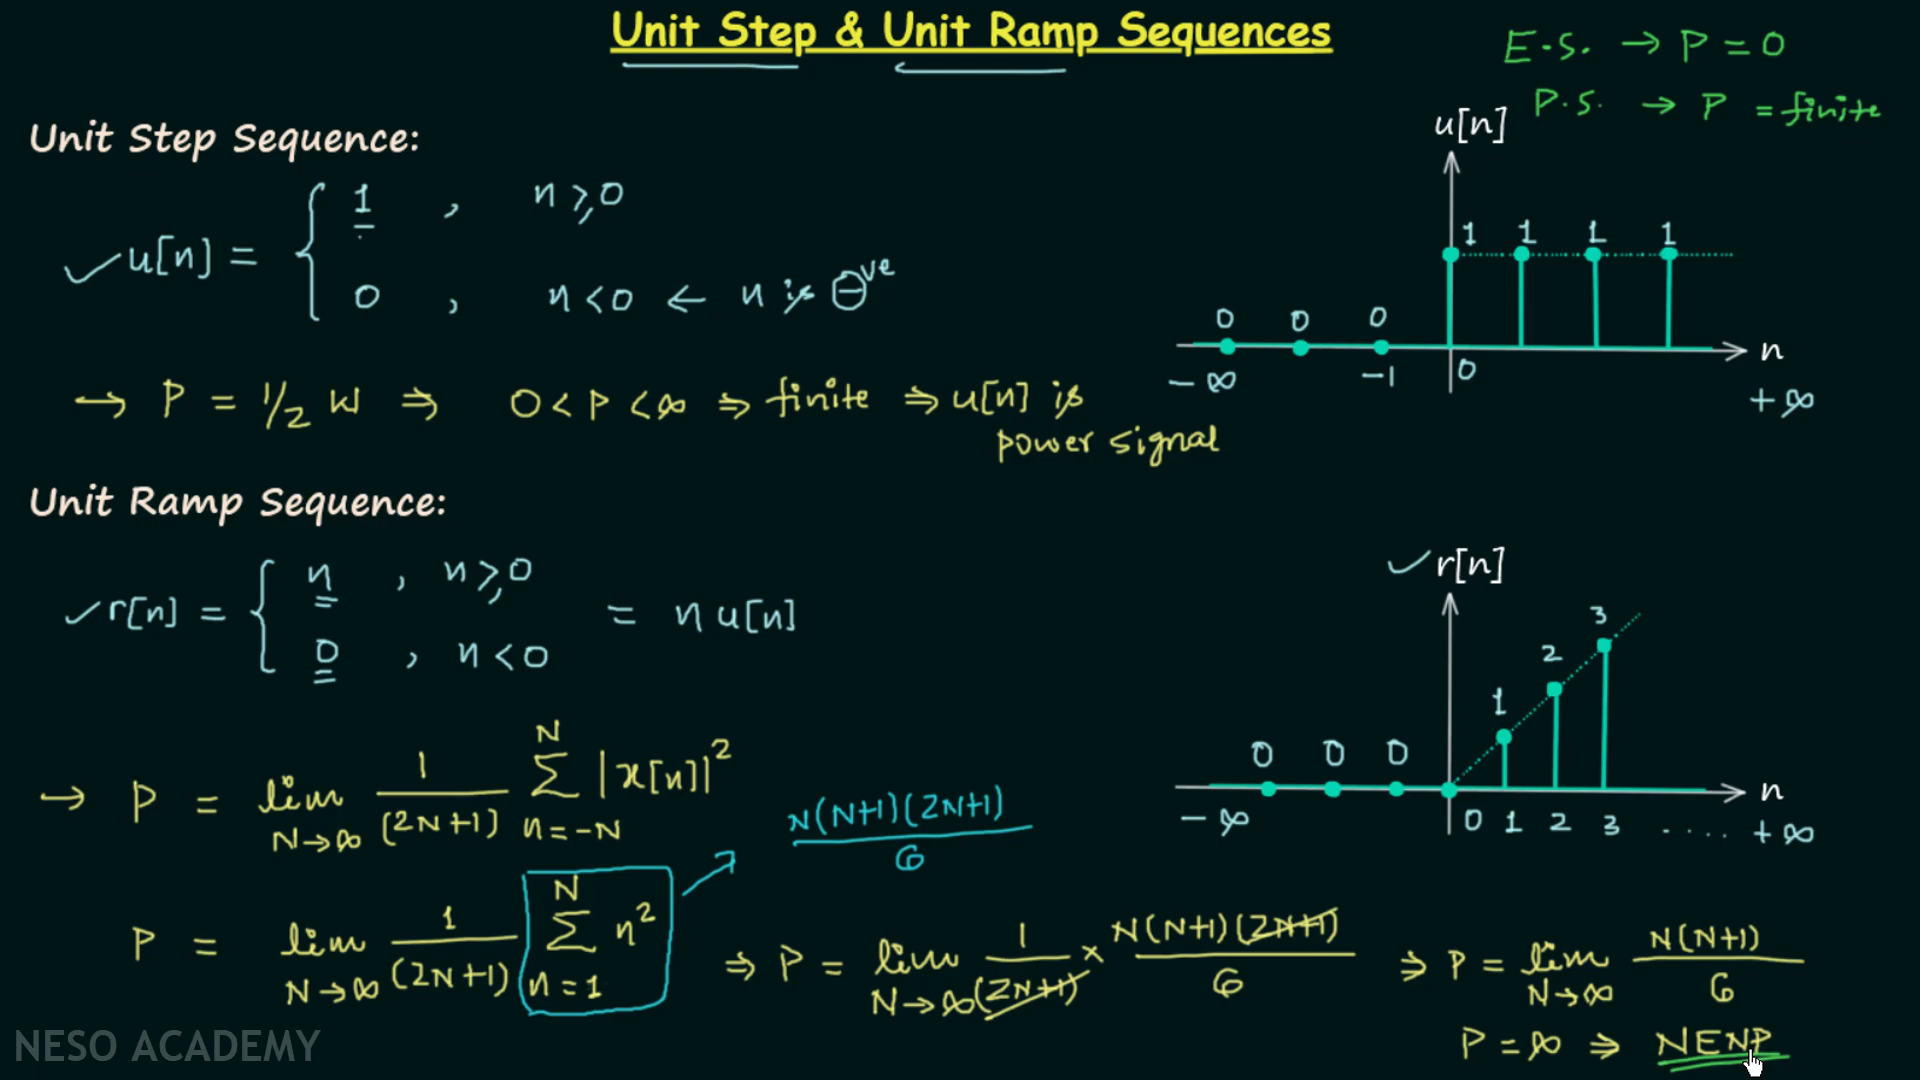 Unit Step & Unit Ramp Sequences
E.S. → P = 0
P.S. → P = finite
Unit Step Sequence:
u[n] = { 1 , n ≥ 0
0 , n < 0 ← n is ⊖ve
→ P = 1/2 W ⇒ 0 < P < ∞ ⇒ finite ⇒ u[n] is
power signal
u[n]
1 1 1 1
0 0 0
-∞ -1 0 n
+∞
Unit Ramp Sequence:
r[n] = { n , n ≥ 0
0 , n < 0
= n u[n]
r[n]
3
2
1
0 0 0
n
-∞ 0 1 2 3 .... +∞
→ P = lim N→∞ 1/(2N+1) N Σ n=-N |x[n]|²
N(N+1)(2N+1)
6
P = lim N→∞ 1/(2N+1) N Σ n=1 n² ⇒ P = lim N→∞ 1/(2N+1) × N(N+1)(2N+1)/6 ⇒ P = lim N→∞ N(N+1)/6
P = ∞ ⇒ NENP
NESO ACADEMY